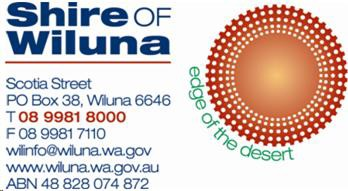 Shire OF
Wiluna
Scotia Street
PO Box 38, Wiluna 6646
T 08 9981 8000
F 08 9981 7110
wilinfo@wiluna.wa.gov
www.wiluna.wa.gov.au
ABN 48 828 074 872
edge of the desert